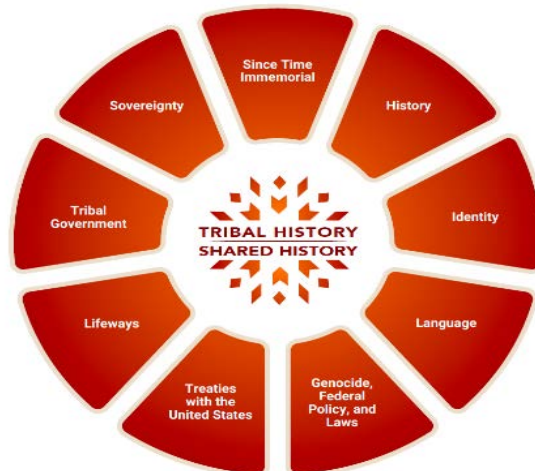 Since Time
Immemorial
History
Identity
Language
Genocide,
Federal
Policy, and
Laws
Treaties
with the
United States
Lifeways
Tribal
Government
Sovereignty
TRIBAL HISTORY
SHARED HISTORY